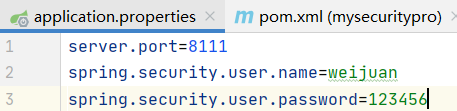 application.properties × m pom.xml (mysecuritypro) ×
1 server.port=8111
2 spring.security.user.name=weijuan
3 spring.security.user.password=123456